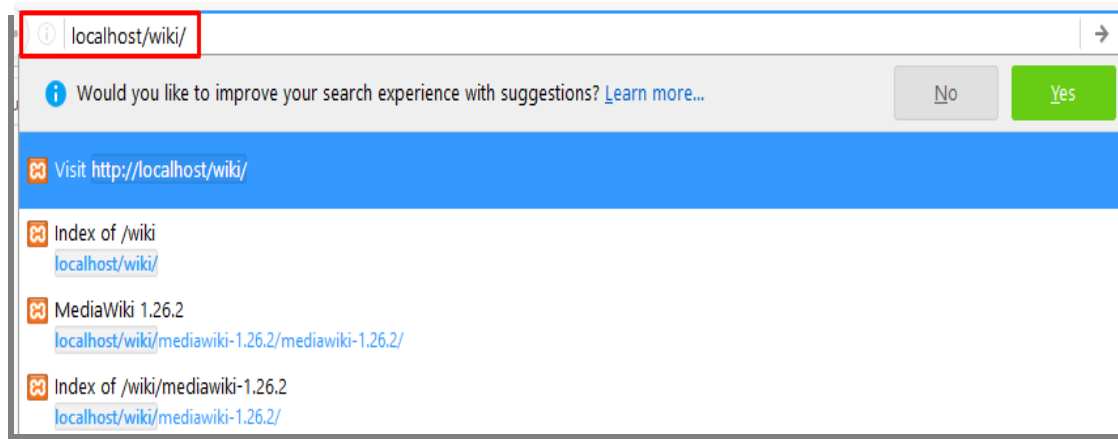 localhost/wiki/
Would you like to improve your search experience with suggestions? Learn more...
No
Yes
Visit http://localhost/wiki/
Index of /wiki
localhost/wiki/
MediaWiki 1.26.2
localhost/wiki/mediawiki-1.26.2/mediawiki-1.26.2/
Index of /wiki/mediawiki-1.26.2
localhost/wiki/mediawiki-1.26.2/